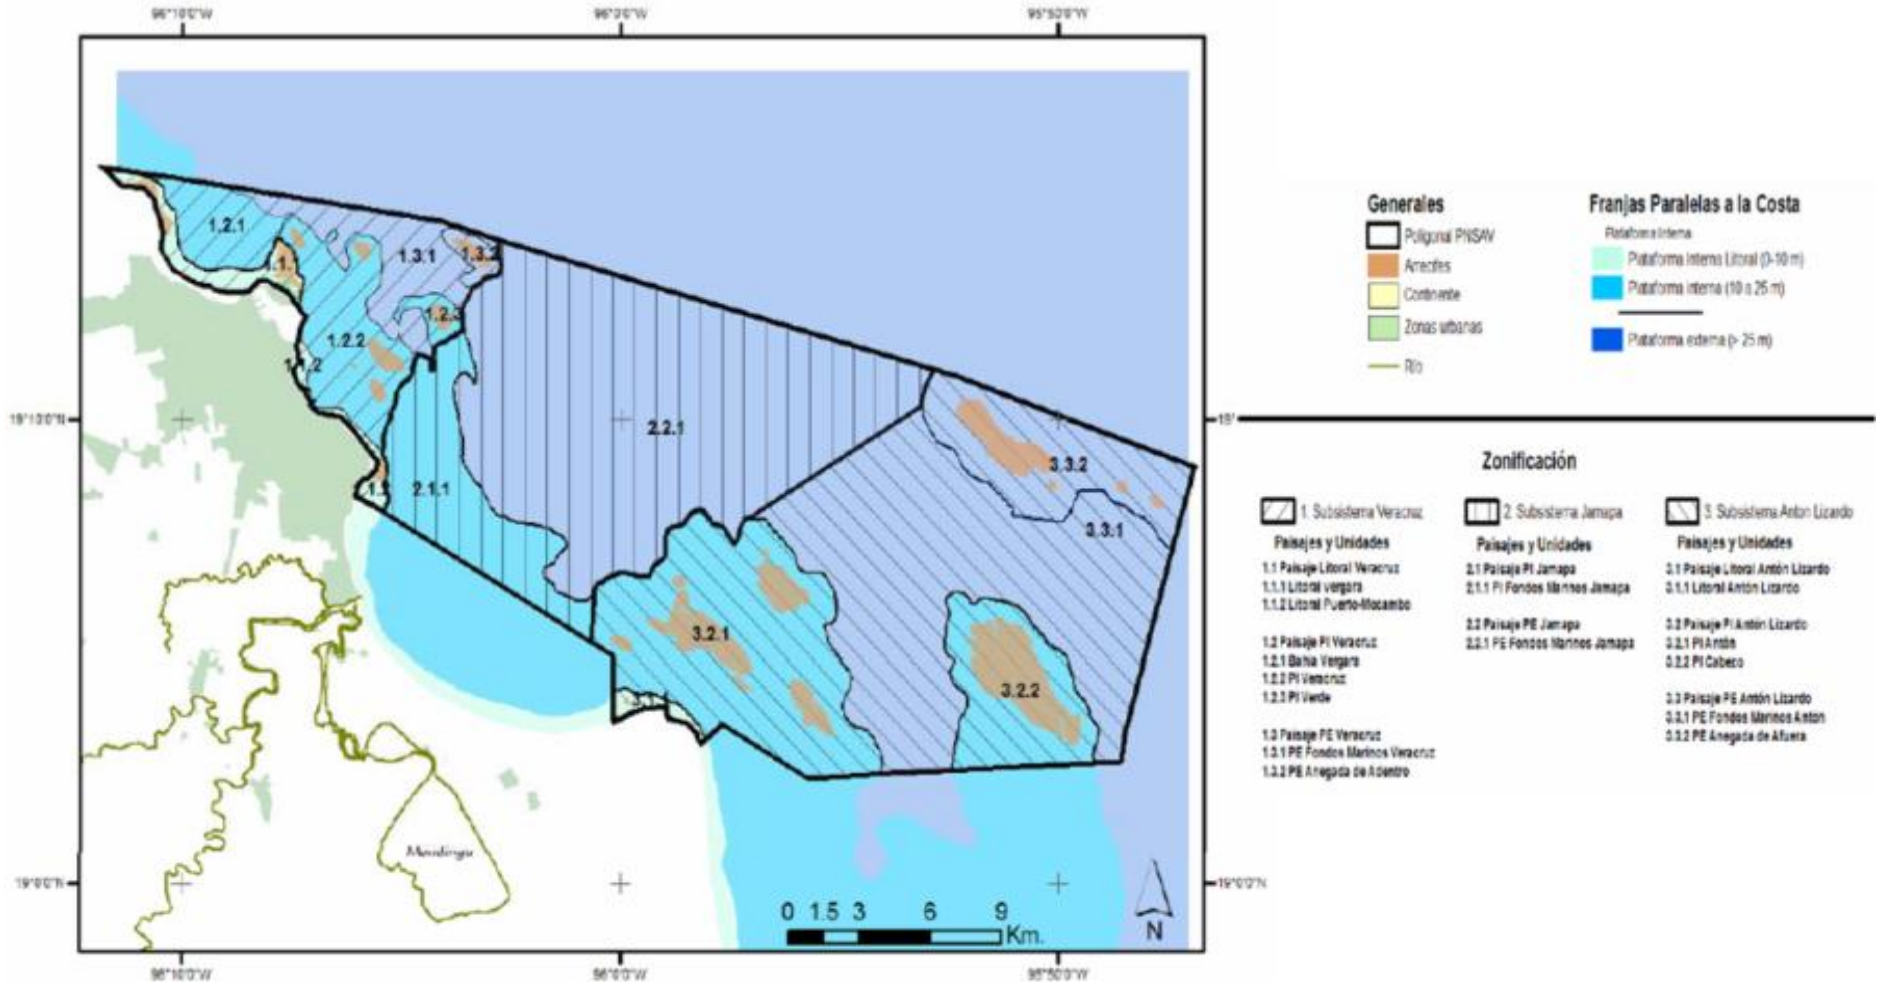 96°10'0"W 96°0'0"W 95°50'0"W
1.2.1
1.3.1
1.3.2
1.1.
1.2.3
1.2.2
1.1.2
19°10'0"N
2.2.1
3.3.2
2.1.1
3.3.1
3.2.1
3.2.2
Mandinga
19°0'0"N 19°0'0"N
0 1.5 3 6 9
Km.
N
96°10'0"W 96°0'0"W 95°50'0"W
Generales
Poligonal PNSAV
Arrecifes
Continente
Zonas urbanas
Río
Franjas Paralelas a la Costa
Plataforma Interna
Plataforma Interna Litoral (0-10 m)
Plataforma interna (10 a 25 m)
Plataforma externa (> 25 m)
Zonificación
1. Subsistema Veracruz
Paisajes y Unidades
1.1 Paisaje Litoral Veracruz
1.1.1 Litoral vergara
1.1.2 Litoral Puerto-Mocambo
1.2 Paisaje PI Veracruz
1.2.1 Bahía Vergara
1.2.2 PI Veracruz
1.2.3 PI Verde
1.3 Paisaje PE Veracruz
1.3.1 PE Fondos Marinos Veracruz
1.3.2 PE Anegada de Adentro
2. Subsistema Jamapa
Paisajes y Unidades
2.1 Paisaje PI Jamapa
2.1.1 PI Fondos Marinos Jamapa
2.2 Paisaje PE Jamapa
2.2.1 PE Fondos Marinos Jamapa
3. Subsistema Anton Lizardo
Paisajes y Unidades
3.1 Paisaje Litoral Antón Lizardo
3.1.1 Litoral Antón Lizardo
3.2 Paisaje PI Antón Lizardo
3.2.1 PI Antón
3.2.2 PI Cabezo
3.3 Paisaje PE Antón Lizardo
3.3.1 PE Fondos Marinos Anton
3.3.2 PE Anegada de Afuera